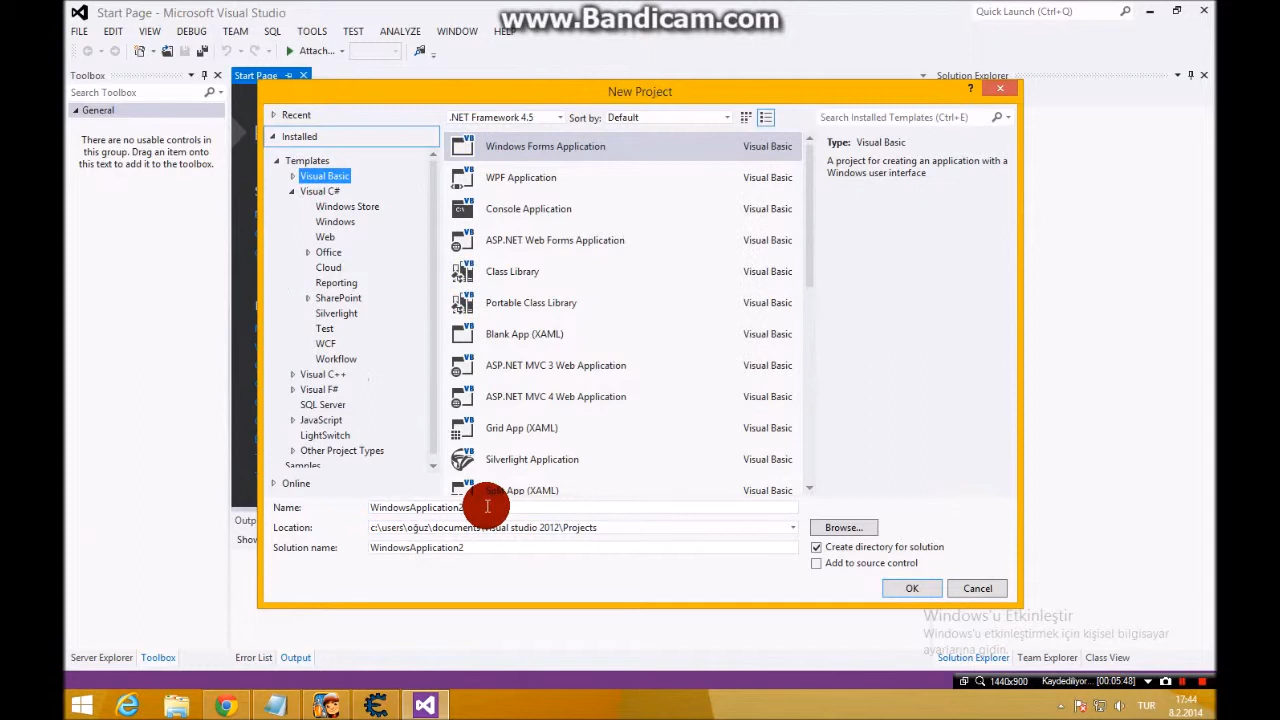 www.Bandicam.com
Start Page - Microsoft Visual Studio
Quick Launch (Ctrl+Q)
FILE EDIT VIEW DEBUG TEAM SQL TOOLS TEST ANALYZE WINDOW HELP
Attach...
Toolbox
Start Page
Solution Explorer
Search Toolbox
General
There are no usable controls in
this group. Drag an item onto
this text to add it to the toolbox.
New Project
Recent
.NET Framework 4.5
Sort by: Default
Search Installed Templates (Ctrl+E)
Installed
Templates
Visual Basic
Visual C#
Windows Store
Windows
Web
Office
Cloud
Reporting
SharePoint
Silverlight
Test
WCF
Workflow
Visual C++
Visual F#
SQL Server
JavaScript
LightSwitch
Other Project Types
Samples
Online
Windows Forms Application Visual Basic
WPF Application Visual Basic
Console Application Visual Basic
ASP.NET Web Forms Application Visual Basic
Class Library Visual Basic
Portable Class Library Visual Basic
Blank App (XAML) Visual Basic
ASP.NET MVC 3 Web Application Visual Basic
ASP.NET MVC 4 Web Application Visual Basic
Grid App (XAML) Visual Basic
Silverlight Application Visual Basic
App (XAML) Visual Basic
Type: Visual Basic
A project for creating an application with a
Windows user interface
Name: WindowsApplication2
Location: c:\users\oğuz\documents\visual studio 2012\Projects
Browse...
Solution name: WindowsApplication2
Create directory for solution
Add to source control
OK Cancel
Outp
Show
Windows'u Etkinleştir
Windows'u etkinleştirmek için kişisel bilgisayar
ayarlarına gidin.
Server Explorer Toolbox Error List Output
Solution Explorer Team Explorer Class View
1440x900 Kaydediliyor... [00:05:48]
TUR
17:44
8.2.2014